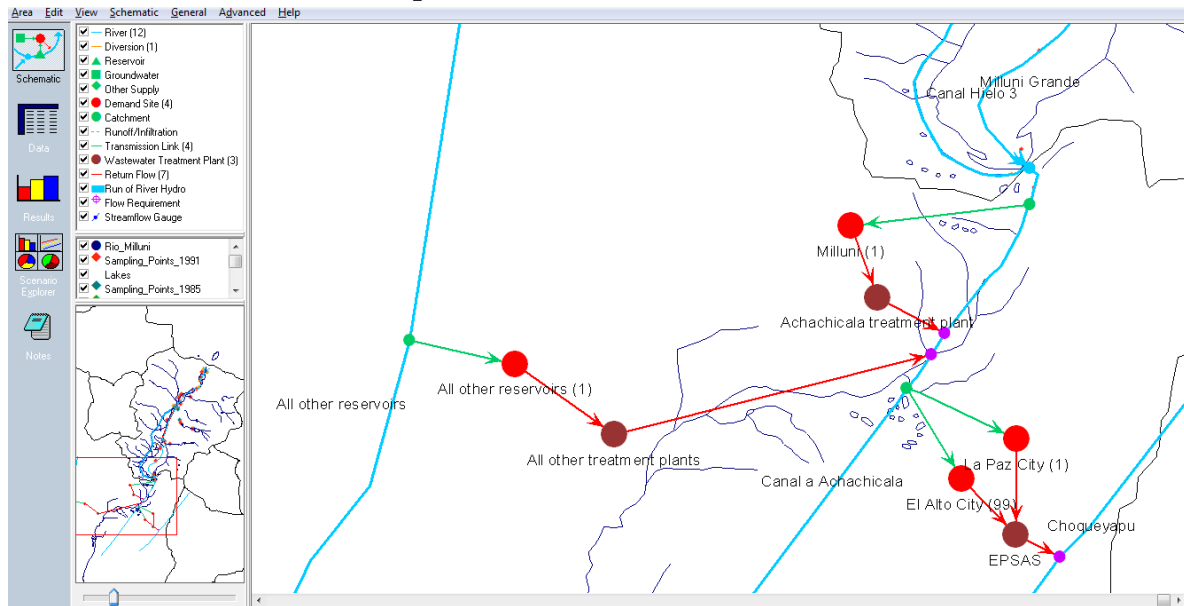 Area Edit View Schematic General Advanced Help
Schematic
Data
Results
Scenario
Explorer
Notes
River (12)
Diversion (1)
Reservoir
Groundwater
Other Supply
Demand Site (4)
Catchment
Runoff/Infiltration
Transmission Link (4)
Wastewater Treatment Plant (3)
Return Flow (7)
Run of River Hydro
Flow Requirement
Streamflow Gauge
Rio_Milluni
Sampling_Points_1991
Lakes
Sampling_Points_1985
Milluni Grande
Canal Hielo 3
Milluni (1)
Achachicala treatment plant
All other reservoirs (1)
All other reservoirs
All other treatment plants
La Paz City (1)
Canal a Achachicala
El Alto City (99)
Choqueyapu
EPSAS